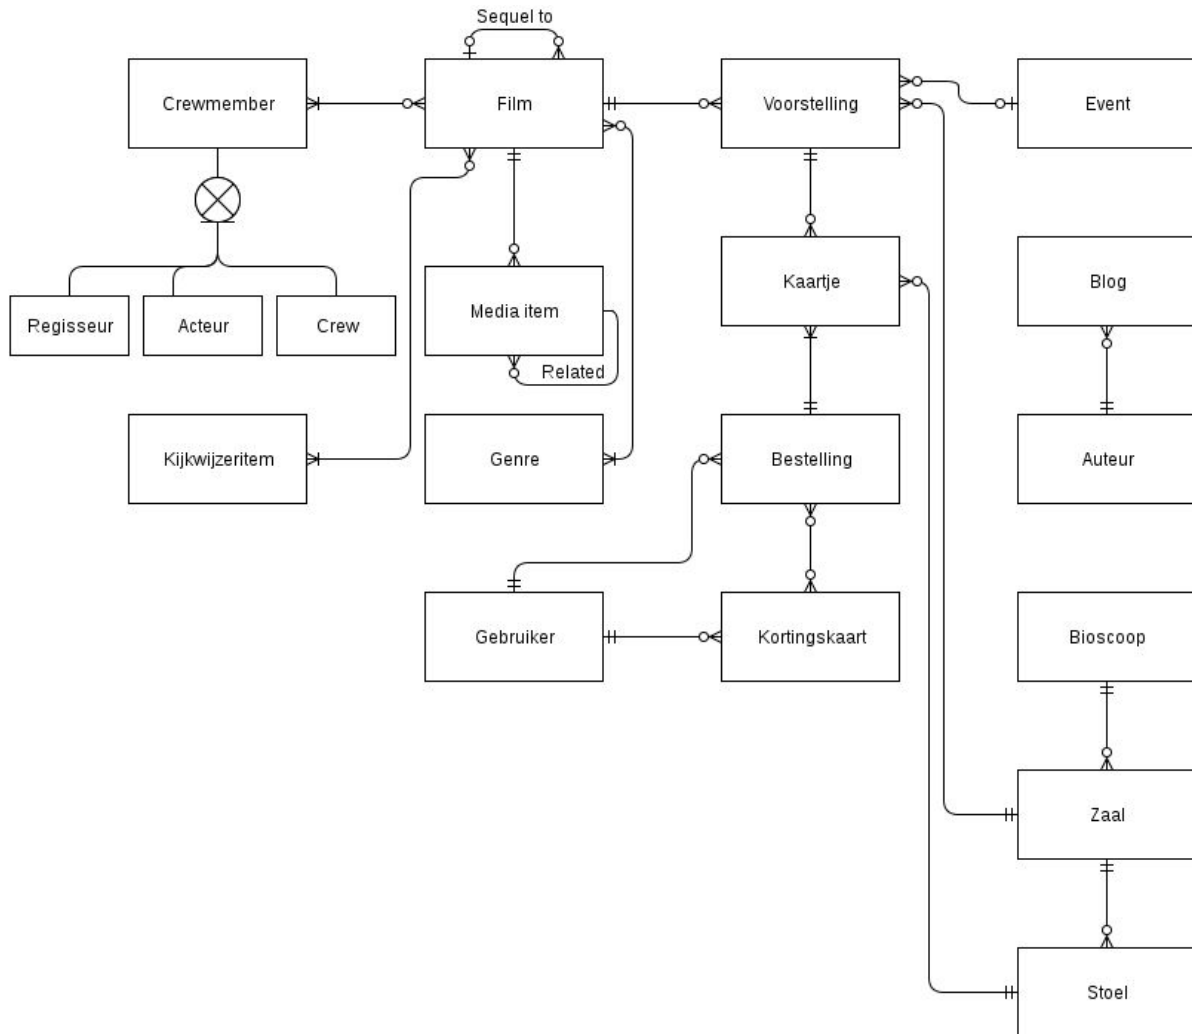 Sequel to
Crewmember
Film
Voorstelling
Event
Kaartje
Blog
Regisseur
Acteur
Crew
Media item
Related
Kijkwijzeritem
Genre
Bestelling
Auteur
Gebruiker
Kortingskaart
Bioscoop
Zaal
Stoel